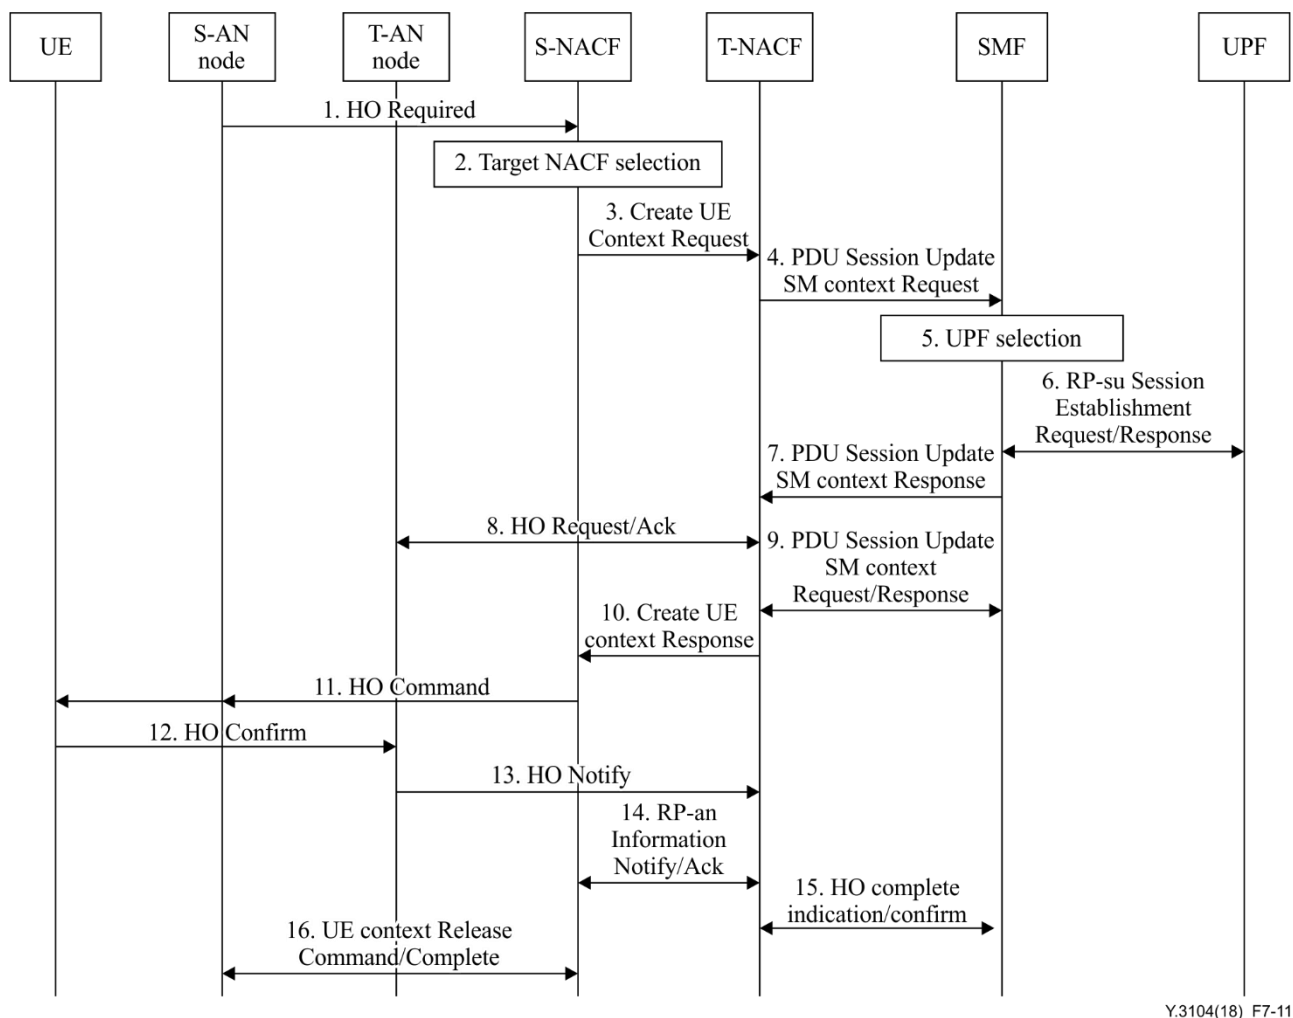 UE
S-AN
node
T-AN
node
S-NACF
T-NACF
SMF
UPF
1. HO Required
2. Target NACF selection
3. Create UE
Context Request
4. PDU Session Update
SM context Request
5. UPF selection
6. RP-su Session
Establishment
Request/Response
7. PDU Session Update
SM context Response
8. HO Request/Ack
9. PDU Session Update
SM context
Request/Response
10. Create UE
context Response
11. HO Command
12. HO Confirm
13. HO Notify
14. RP-an
Information
Notify/Ack
15. HO complete
indication/confirm
16. UE context Release
Command/Complete
Y.3104(18)_F7-11